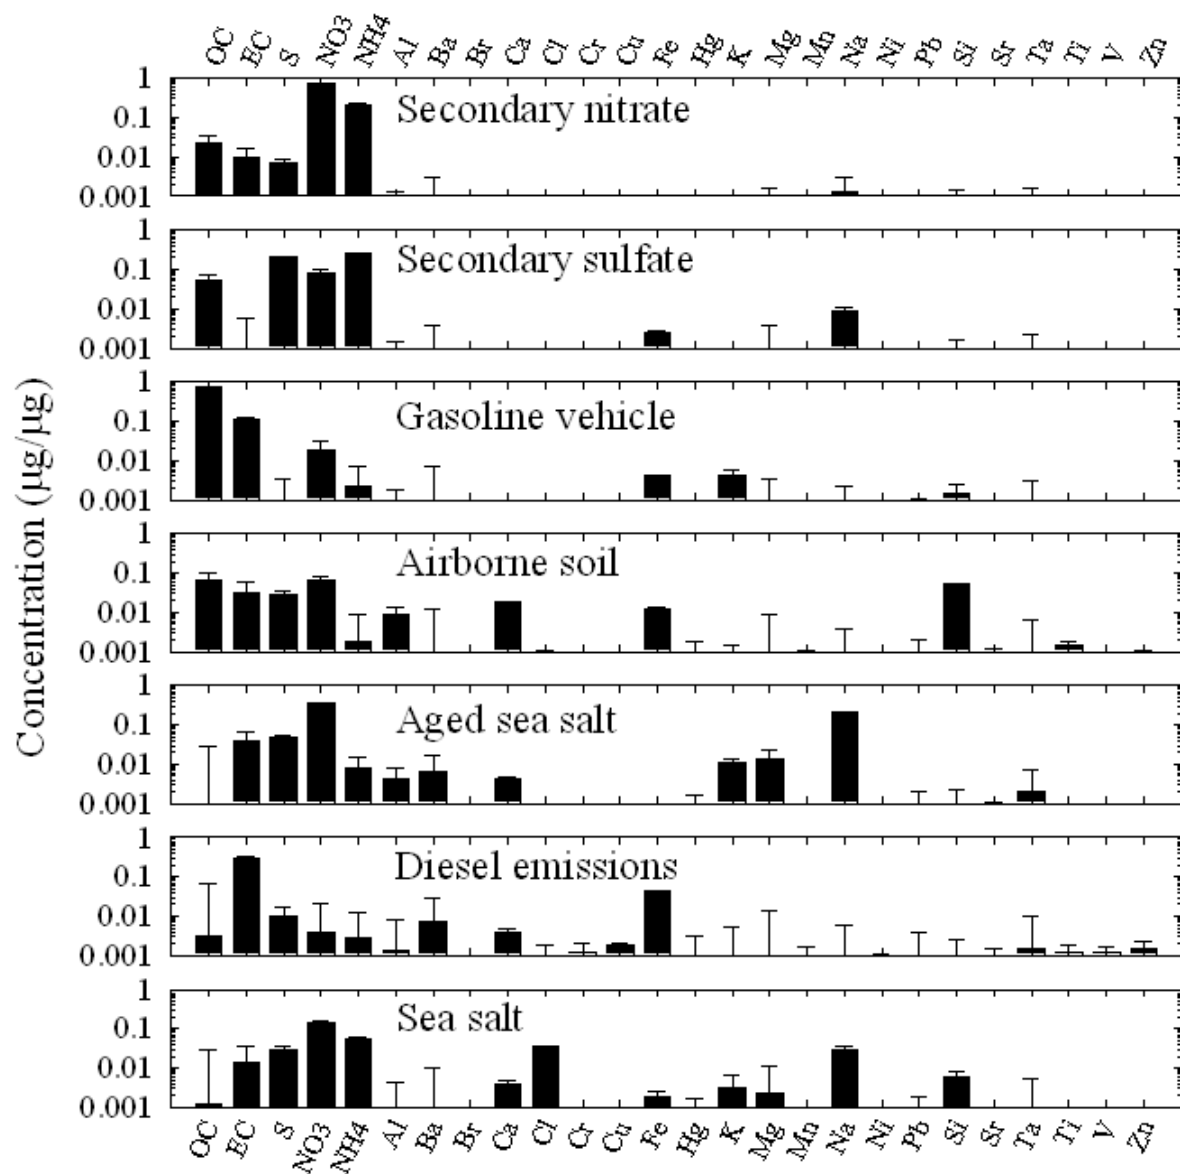 OC EC S NO3 NH4 Al Ba Br Ca Cl Cr Cu Fe Hg K Mg Mn Na Ni Pb Si Sr Ta Ti V Zn
1
Secondary nitrate
0.1
0.01
0.001
1
Secondary sulfate
0.1
0.01
0.001
1
Gasoline vehicle
0.1
0.01
0.001
1
Airborne soil
0.1
0.01
0.001
1
Aged sea salt
0.1
0.01
0.001
1
Diesel emissions
0.1
0.01
0.001
1
Sea salt
0.1
0.01
0.001
Concentration (μg/μg)
OC EC S NO3 NH4 Al Ba Br Ca Cl Cr Cu Fe Hg K Mg Mn Na Ni Pb Si Sr Ta Ti V Zn